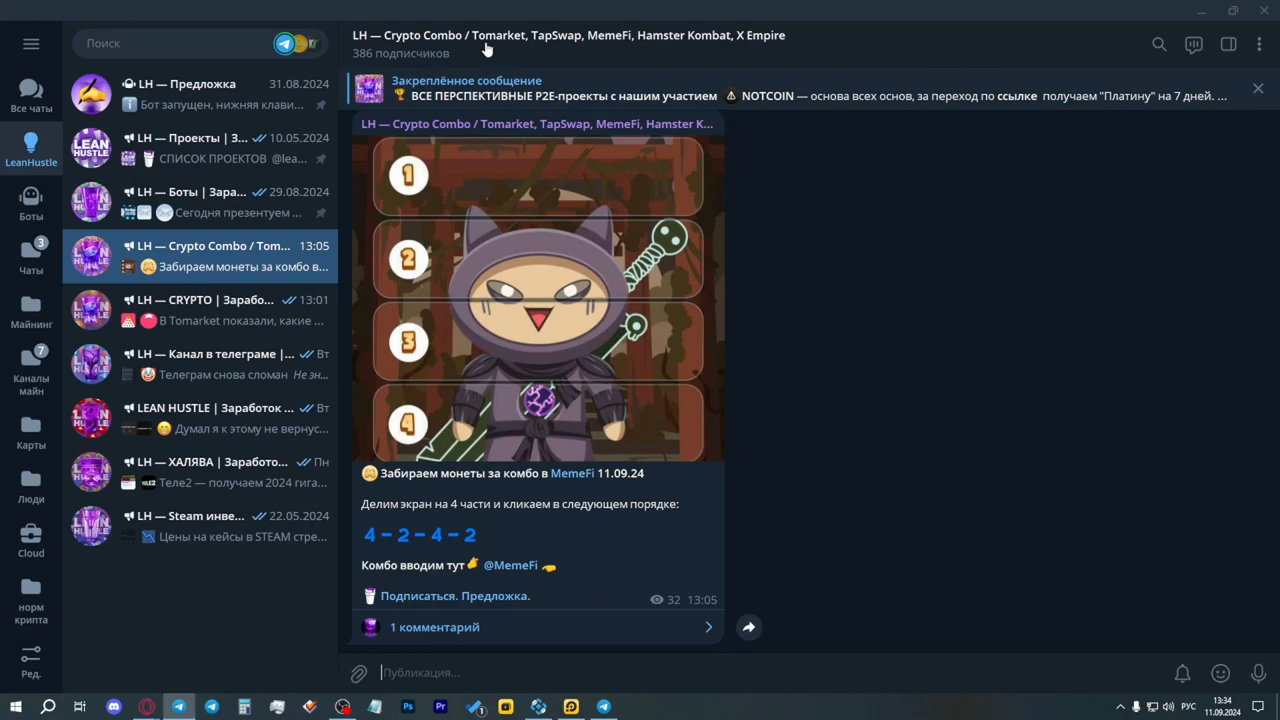 Поиск
Все чаты
LeanHustle
Боты
3
Чаты
Майнинг
7
Каналы
майн
Карты
Люди
Cloud
норм
крипта
Ред.
LH — Предложка
31.08.2024
Бот запущен, нижняя клави...
LH — Проекты | З...
10.05.2024
СПИСОК ПРОЕКТОВ @lea...
LH — Боты | Зара...
29.08.2024
Сегодня презентуем ...
LH — Crypto Combo / Tom...
13:05
Забираем монеты за комбо в...
LH — CRYPTO | Зарабо...
13:01
В Tomarket показали, какие ...
LH — Канал в телеграме |...
Вт
Телеграм снова сломан Не зн...
LEAN HUSTLE | Заработок ...
Вт
Думал я к этому не вернус...
LH — ХАЛЯВА | Заработо...
Пн
Теле2 — получаем 2024 гига...
LH — Steam инве...
22.05.2024
Цены на кейсы в STEAM стре...
LH — Crypto Combo / Tomarket, TapSwap, MemeFi, Hamster Kombat, X Empire
386 подписчиков
Закреплённое сообщение
ВСЕ ПЕРСПЕКТИВНЫЕ P2E-проекты с нашим участием NOTCOIN — основа всех основ, за переход по ссылке получаем "Платину" на 7 дней. ...
LH — Crypto Combo / Tomarket, TapSwap, MemeFi, Hamster K...
1
2
3
4
Забираем монеты за комбо в MemeFi 11.09.24
Делим экран на 4 части и кликаем в следующем порядке:
4 – 2 – 4 – 2
Комбо вводим тут @MemeFi
Подписаться. Предложка.
32 13:05
1 комментарий
Публикация...
РУС
13:34
11.09.2024